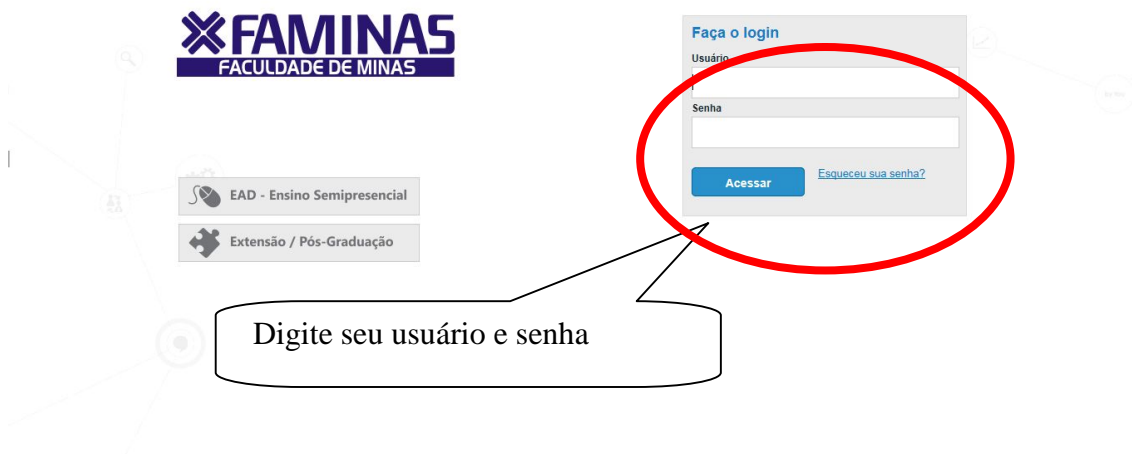 FAMINAS
FACULDADE DE MINAS
EAD - Ensino Semipresencial
Extensão / Pós-Graduação
Faça o login
Usuário
Senha
Acessar
Esqueceu sua senha?
Digite seu usuário e senha